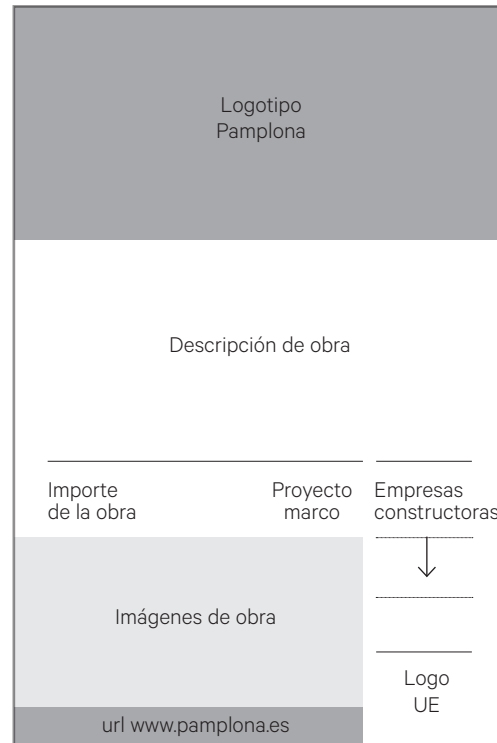 Logotipo
Pamplona
Descripción de obra
Importe
de la obra
Proyecto
marco
Empresas
constructoras
Imágenes de obra
Logo
UE
url www.pamplona.es